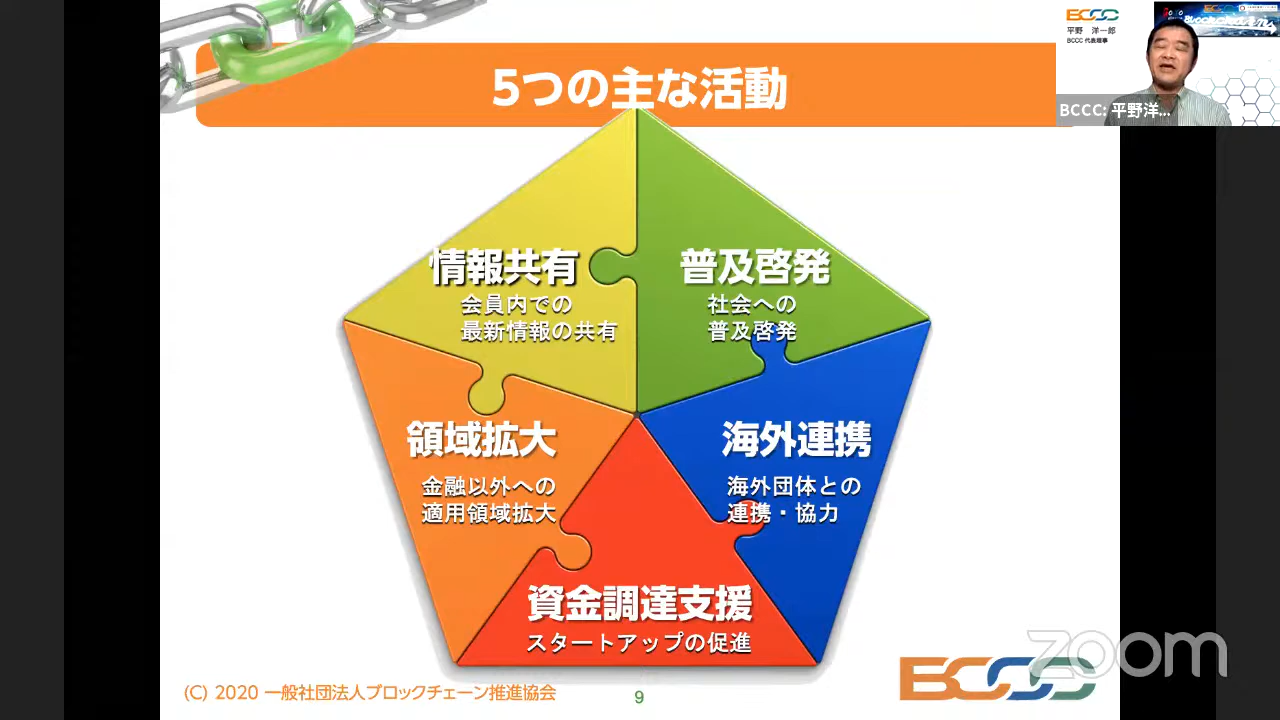 5つの主な活動
BCCC
平野 洋一郎
BCCC 代表理事
BCCC: 平野洋...
情報共有
会員内での
最新情報の共有
普及啓発
社会への
普及啓発
領域拡大
金融以外への
適用領域拡大
海外連携
海外団体との
連携・協力
資金調達支援
スタートアップの促進
zoom
BCCC
(C) 2020 一般社団法人ブロックチェーン推進協会
9